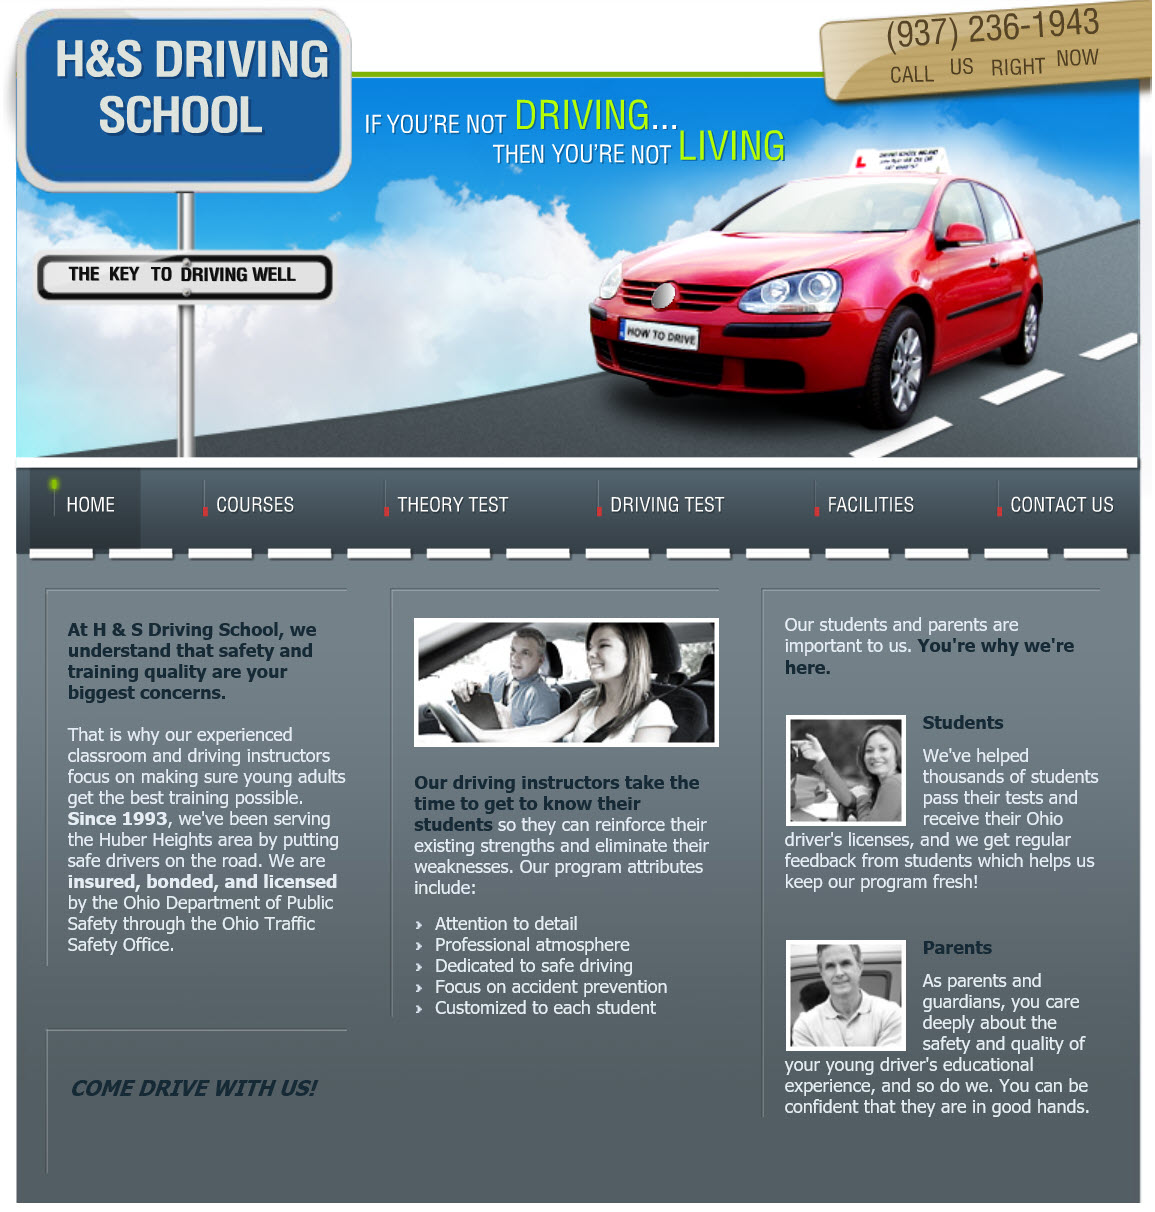 H&S DRIVING
SCHOOL
THE KEY TO DRIVING WELL
(937) 236-1943
CALL US RIGHT NOW
IF YOU'RE NOT DRIVING...
THEN YOU'RE NOT LIVING
L
HOW TO DRIVE
HOME
COURSES
THEORY TEST
DRIVING TEST
FACILITIES
CONTACT US
At H & S Driving School, we
understand that safety and
training quality are your
biggest concerns.
That is why our experienced
classroom and driving instructors
focus on making sure young adults
get the best training possible.
Since 1993, we've been serving
the Huber Heights area by putting
safe drivers on the road. We are
insured, bonded, and licensed
by the Ohio Department of Public
Safety through the Ohio Traffic
Safety Office.
COME DRIVE WITH US!
Our driving instructors take the
time to get to know their
students so they can reinforce their
existing strengths and eliminate their
weaknesses. Our program attributes
include:
Attention to detail
Professional atmosphere
Dedicated to safe driving
Focus on accident prevention
Customized to each student
Our students and parents are
important to us. You're why we're
here.
Students
We've helped
thousands of students
pass their tests and
receive their Ohio
driver's licenses, and we get regular
feedback from students which helps us
keep our program fresh!
Parents
As parents and
guardians, you care
deeply about the
safety and quality of
your young driver's educational
experience, and so do we. You can be
confident that they are in good hands.